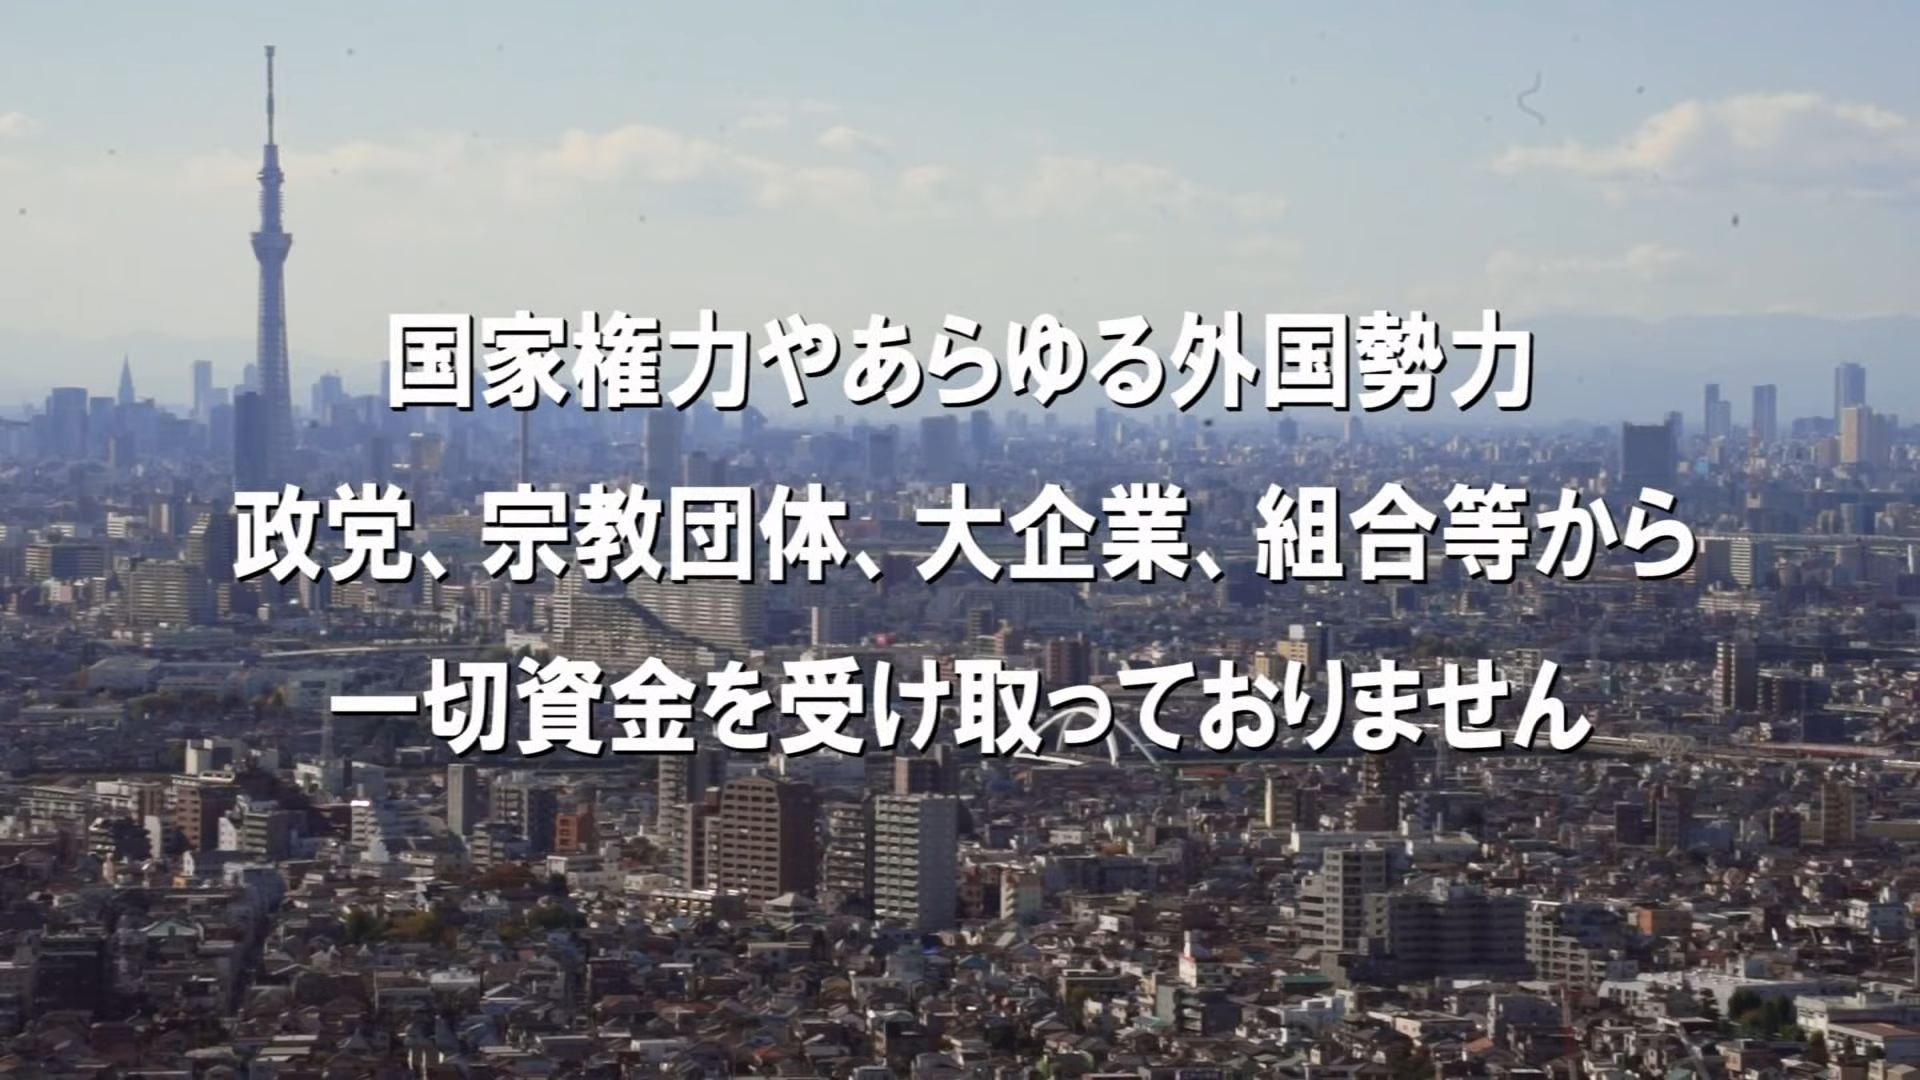 国家権力やあらゆる外国勢力
政党、宗教団体、大企業、組合等から
一切資金を受け取っておりません